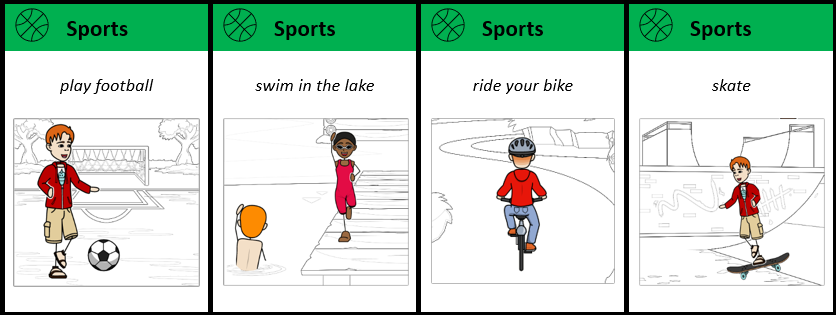 Sports
play football
Sports
swim in the lake
Sports
ride your bike
Sports
skate